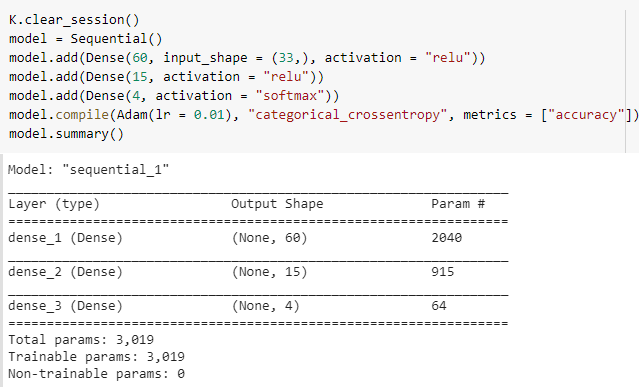 K.clear_session()
model = Sequential()
model.add(Dense(60, input_shape = (33,), activation = "relu"))
model.add(Dense(15, activation = "relu"))
model.add(Dense(4, activation = "softmax"))
model.compile(Adam(lr = 0.01), "categorical_crossentropy", metrics = ["accuracy"])
model.summary()
Model: "sequential_1"
Layer (type) Output Shape Param #
dense_1 (Dense) (None, 60) 2040
dense_2 (Dense) (None, 15) 915
dense_3 (Dense) (None, 4) 64
Total params: 3,019
Trainable params: 3,019
Non-trainable params: 0